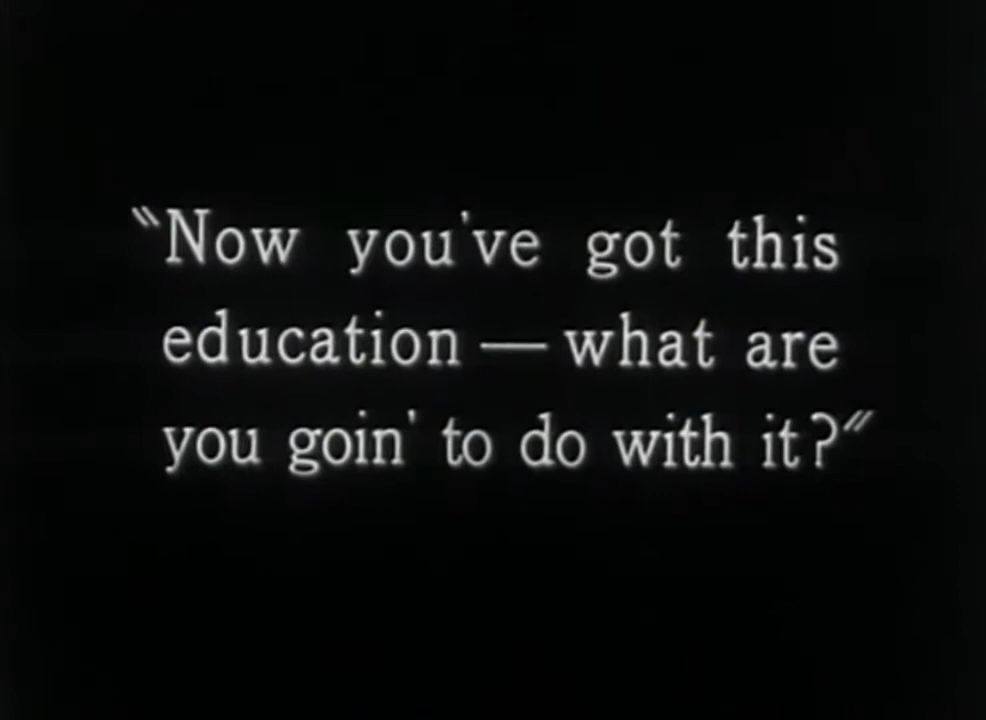 "Now you've got this
education — what are
you goin' to do with it?"